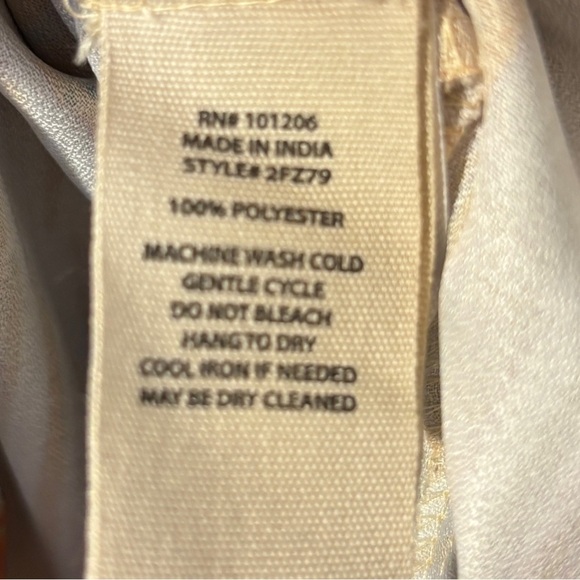 RN# 101206
MADE IN INDIA
STYLE# 2FZ79
100% POLYESTER
MACHINE WASH COLD
GENTLE CYCLE
DO NOT BLEACH
HANG TO DRY
COOL IRON IF NEEDED
MAY BE DRY CLEANED